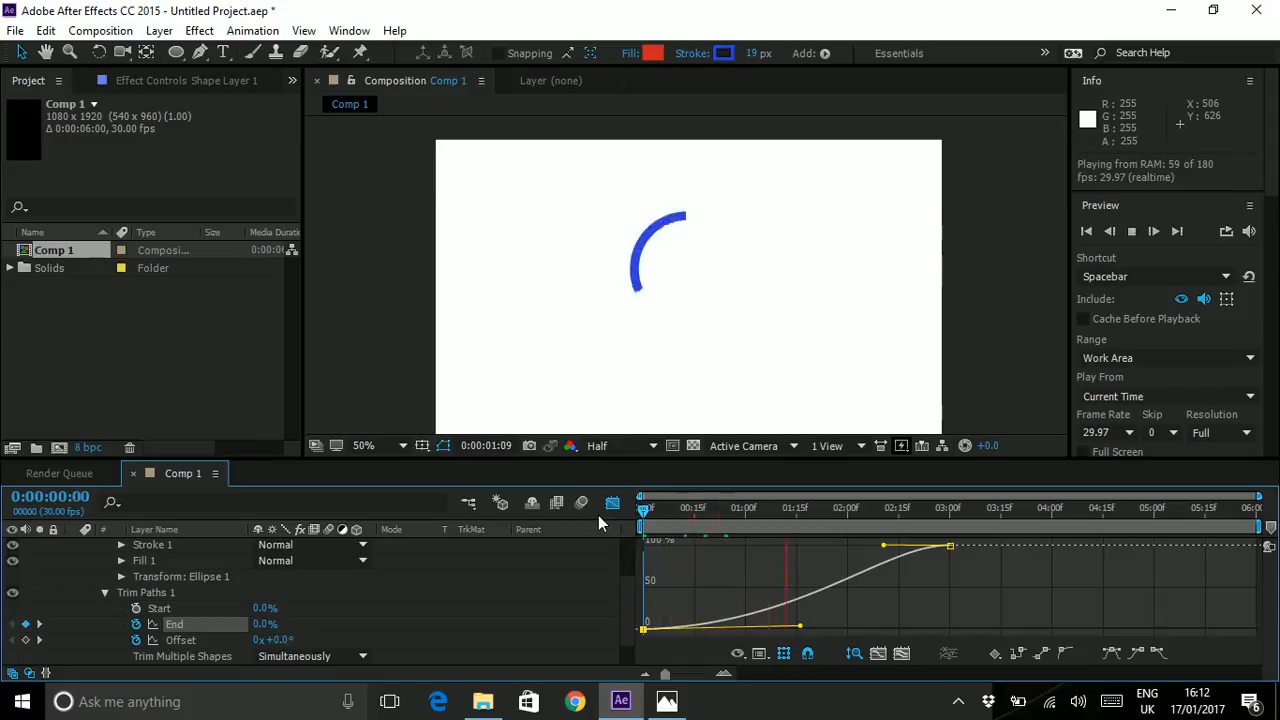 Ae Adobe After Effects CC 2015 - Untitled Project.aep *
File Edit Composition Layer Effect Animation View Window Help
Snapping Fill: Stroke: 19 px Add: Essentials Search Help
Project Effect Controls Shape Layer 1
Composition Comp 1 Layer (none)
Info
Comp 1
1080 x 1920 (540 x 960) (1.00)
Δ 0:00:06:00, 30.00 fps
Comp 1
R : 255
G : 255
B : 255
A : 255
X : 506
Y : 626
Playing from RAM: 59 of 180
fps: 29.97 (realtime)
Preview
Shortcut
Spacebar
Include:
Cache Before Playback
Range
Work Area
Play From
Current Time
Frame Rate Skip Resolution
29.97 0 Full
Full Screen
Name Type Size Media Duration
Comp 1 Composi... 0:00:0
Solids Folder
8 bpc
50% 0:00:01:09 Half Active Camera 1 View +0.0
Render Queue Comp 1
0:00:00:00
00000 (30.00 fps)
# Layer Name Mode TrkMat Parent
Stroke 1 Normal
Fill 1 Normal
Transform: Ellipse 1
Trim Paths 1
Start 0.0%
End 0.0%
Offset 0x+0.0°
Trim Multiple Shapes Simultaneously
00:15f 01:00f 01:15f 02:00f 02:15f 03:00f 03:15f 04:00f 04:15f 05:00f 05:15f 06:0
100 %
50
0
Ask me anything
Ae
ENG
UK
16:12
17/01/2017
6